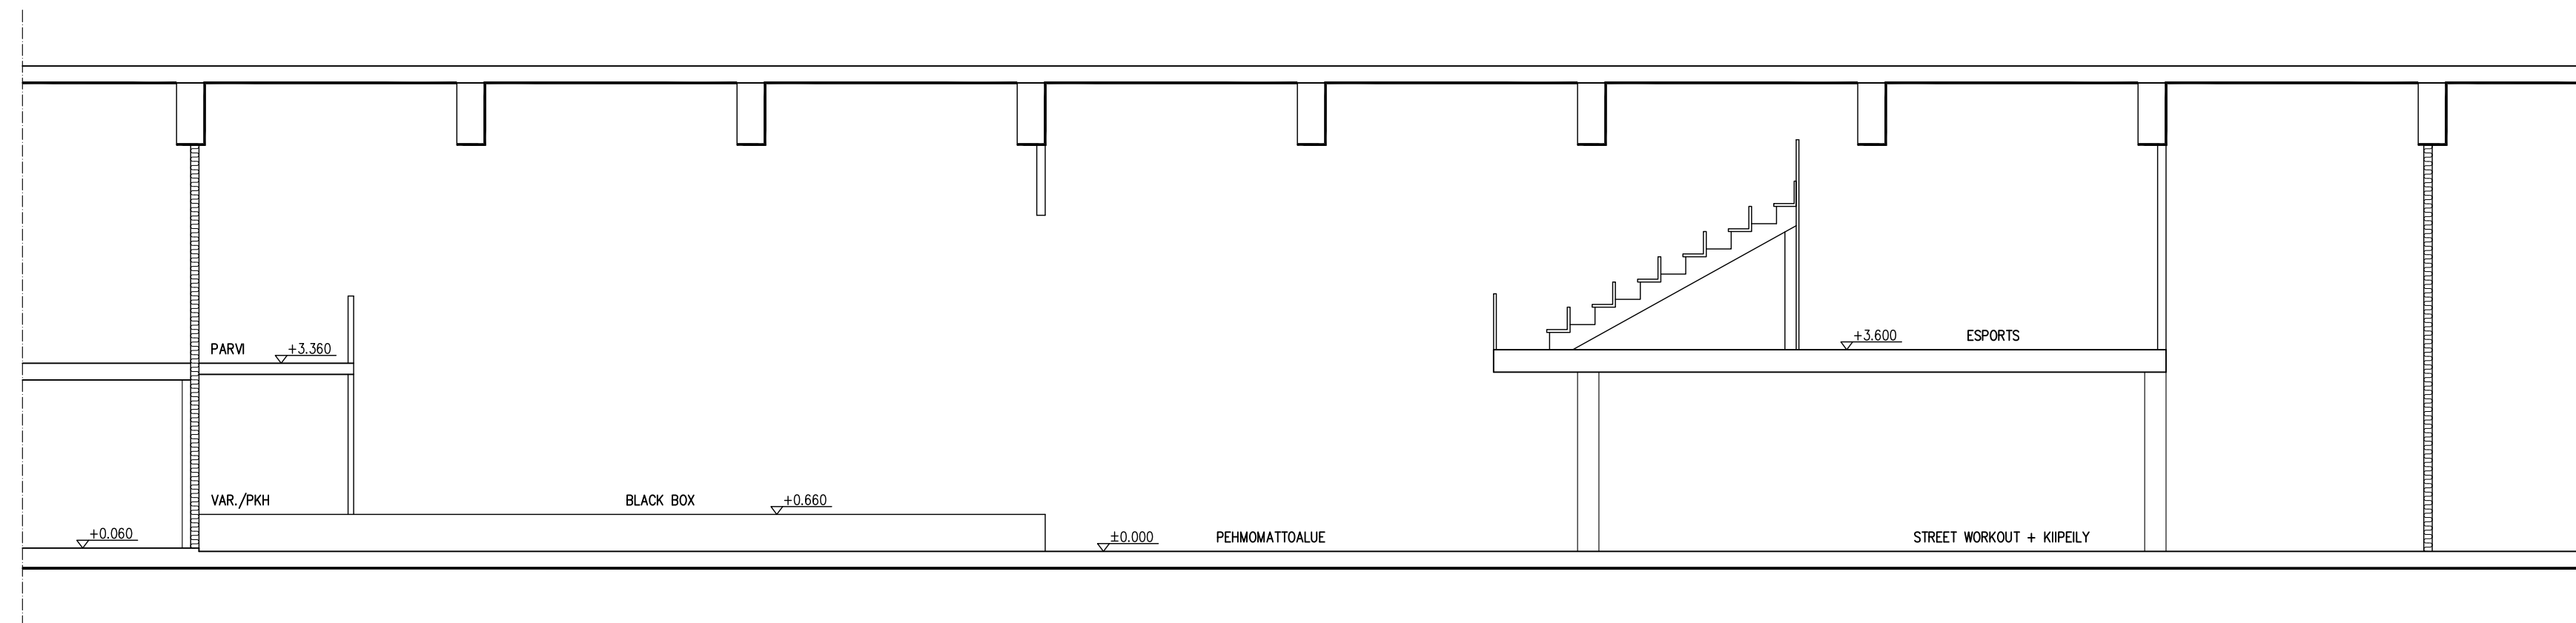 +3.600
ESPORTS
PARVI
+3.360
VAR./PKH
BLACK BOX
+0.660
+0.060
±0.000
PEHMOMATTOALUE
STREET WORKOUT + KIIPEILY